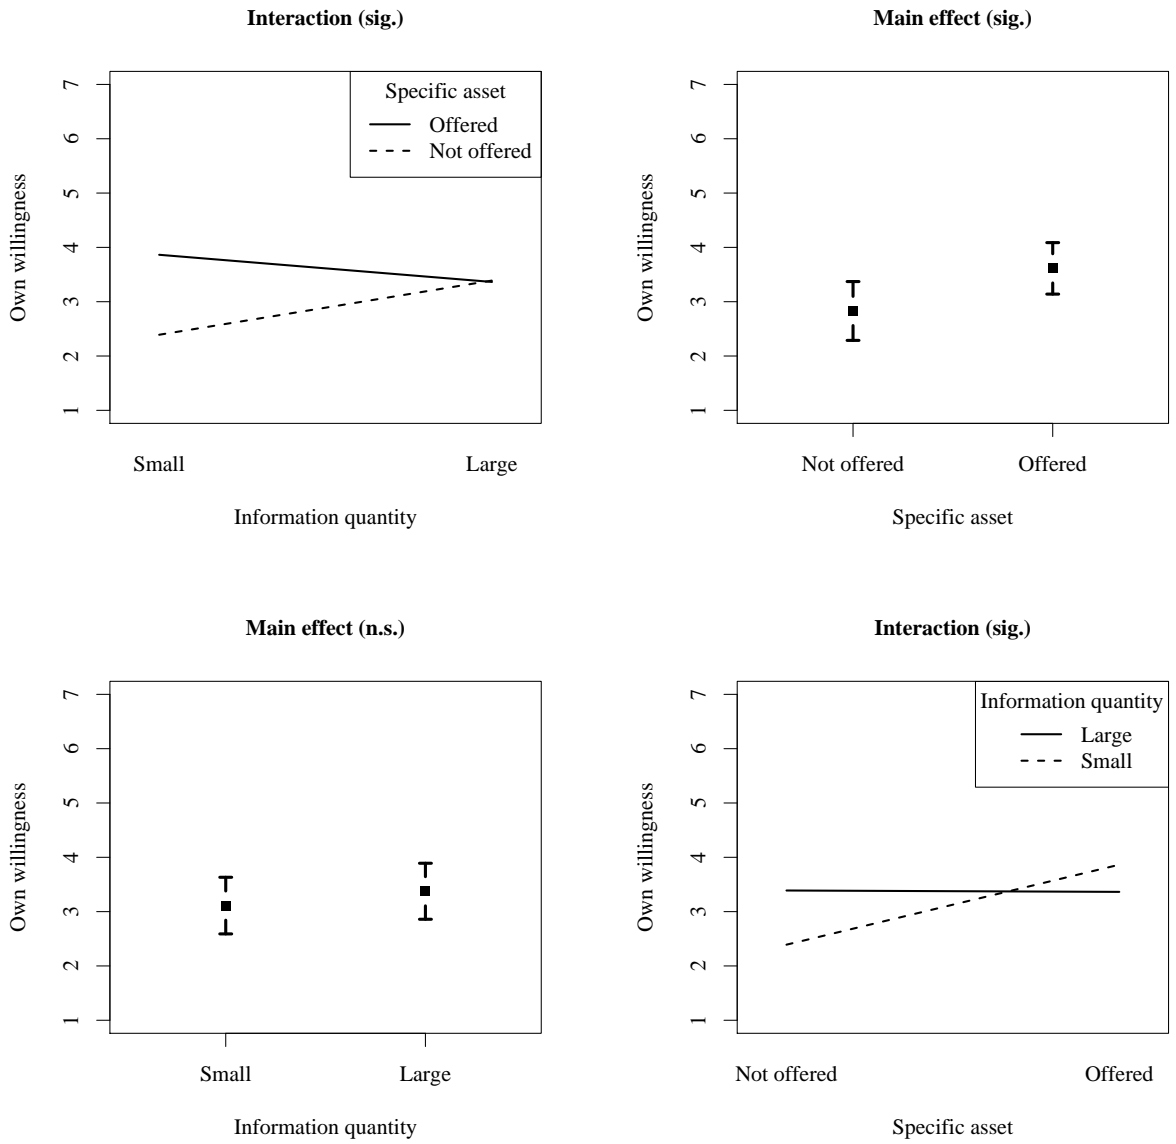 Interaction (sig.)
Own willingness
7
6
5
4
3
2
1
Specific asset
Offered
Not offered
Small
Large
Information quantity
Main effect (sig.)
Own willingness
7
6
5
4
3
2
1
Not offered
Offered
Specific asset
Main effect (n.s.)
Own willingness
7
6
5
4
3
2
1
Small
Large
Information quantity
Interaction (sig.)
Own willingness
7
6
5
4
3
2
1
Information quantity
Large
Small
Not offered
Offered
Specific asset